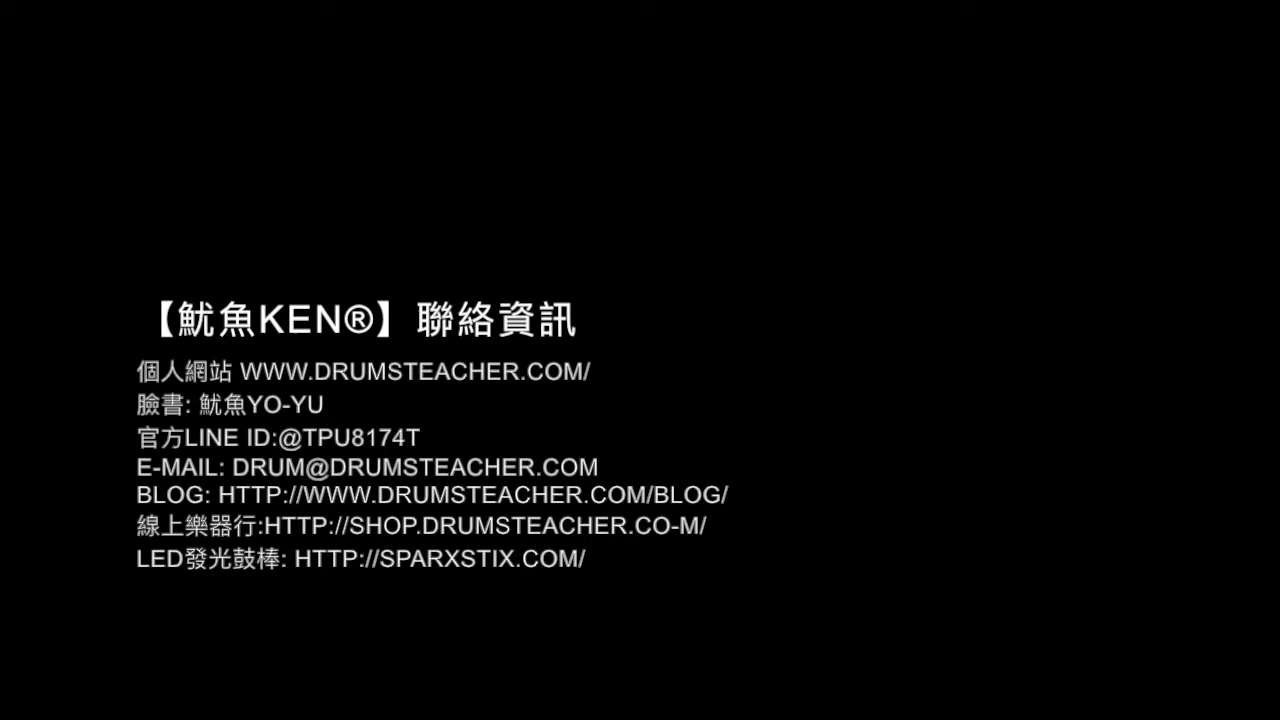 【魷魚KEN®】聯絡資訊
個人網站 WWW.DRUMSTEACHER.COM/
臉書: 魷魚YO-YU
官方LINE ID:@TPU8174T
E-MAIL: DRUM@DRUMSTEACHER.COM
BLOG: HTTP://WWW.DRUMSTEACHER.COM/BLOG/
線上樂器行:HTTP://SHOP.DRUMSTEACHER.CO-M/
LED發光鼓棒: HTTP://SPARXSTIX.COM/